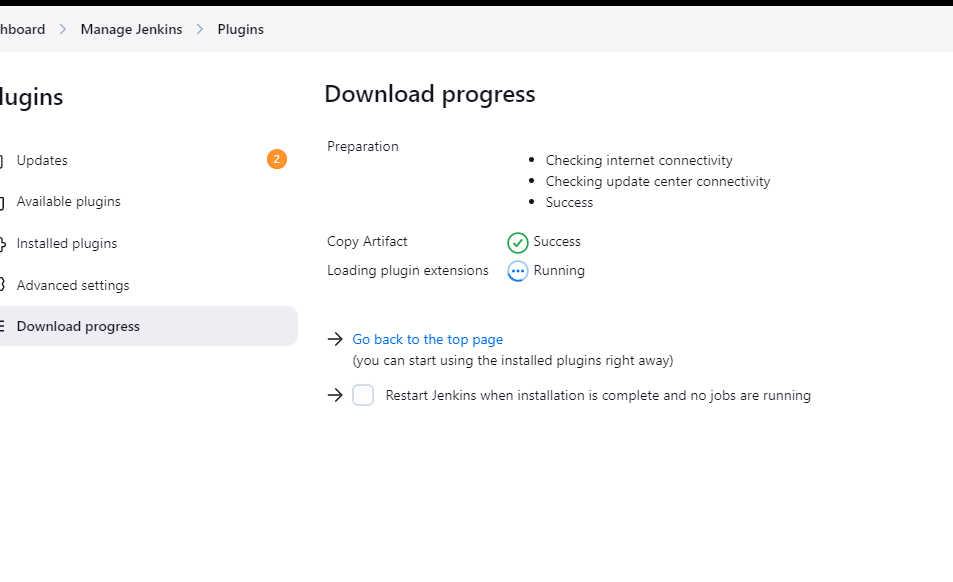 hboard > Manage Jenkins > Plugins
lugins
Updates 2
Available plugins
Installed plugins
Advanced settings
Download progress
Download progress
Preparation
• Checking internet connectivity
• Checking update center connectivity
• Success
Copy Artifact Success
Loading plugin extensions Running
→ Go back to the top page
(you can start using the installed plugins right away)
→ Restart Jenkins when installation is complete and no jobs are running